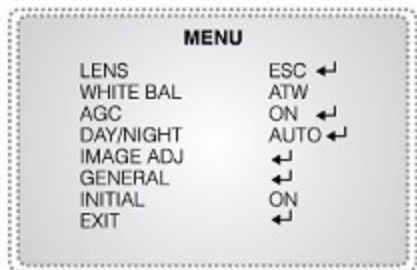 MENU
LENS ESC ↵
WHITE BAL ATW
AGC ON ↵
DAY/NIGHT AUTO ↵
IMAGE ADJ ↵
GENERAL ↵
INITIAL ON
EXIT ↵